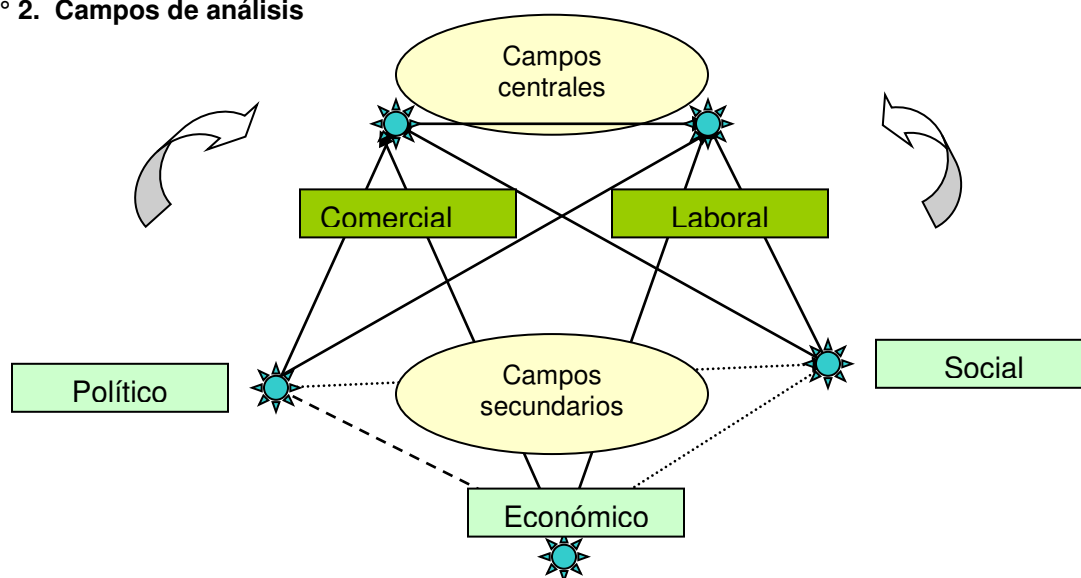 ° 2. Campos de análisis
Campos
centrales
Comercial
Laboral
Campos
secundarios
Político
Social
Económico